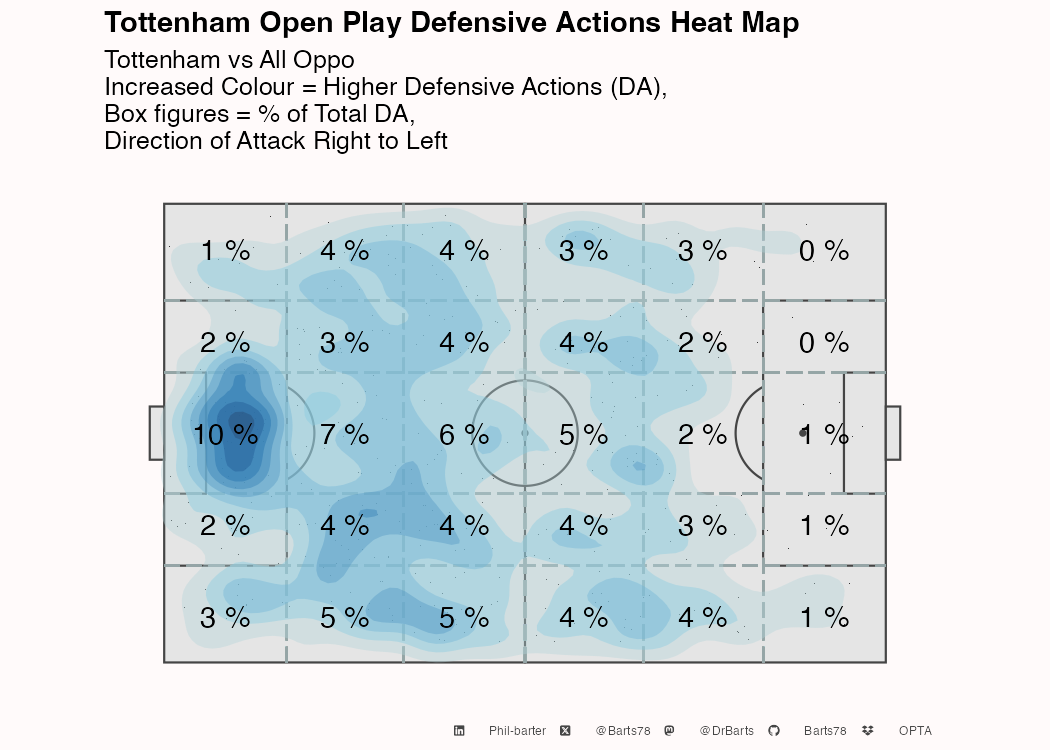 Tottenham Open Play Defensive Actions Heat Map
Tottenham vs All Oppo
Increased Colour = Higher Defensive Actions (DA),
Box figures = % of Total DA,
Direction of Attack Right to Left
1 % 4 % 4 % 3 % 3 % 0 %
2 % 3 % 4 % 4 % 2 % 0 %
10 % 7 % 6 % 5 % 2 % 1 %
2 % 4 % 4 % 4 % 3 % 1 %
3 % 5 % 5 % 4 % 4 % 1 %
Phil-barter @Barts78 @DrBarts Barts78 OPTA